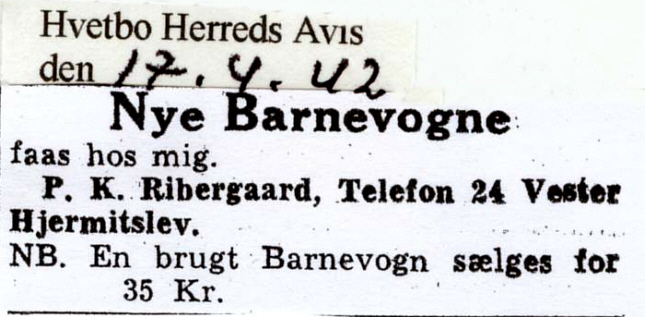 Hvetbo Herreds Avis
den 17.4.42
Nye Barnevogne
faas hos mig.
P. K. Ribergaard, Telefon 24 Vester
Hjermitslev.
NB. En brugt Barnevogn sælges for
35 Kr.